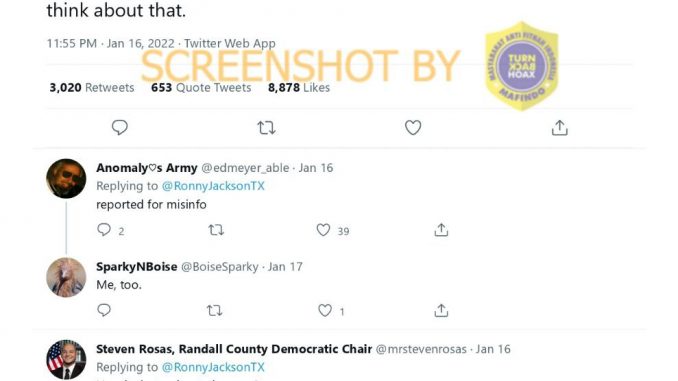 think about that.
11:55 PM · Jan 16, 2022 · Twitter Web App
SCREENSHOT BY
MASYARAKAT ANTI FITNAH INDONESIA
TURN
BACK
HOAX
MAFINDO
3,020 Retweets 653 Quote Tweets 8,878 Likes
Anomaly♡s Army @edmeyer_able · Jan 16
Replying to @RonnyJacksonTX
reported for misinfo
2 39
SparkyNBoise @BoiseSparky · Jan 17
Me, too.
1
Steven Rosas, Randall County Democratic Chair @mrstevenrosas · Jan 16
Replying to @RonnyJacksonTX